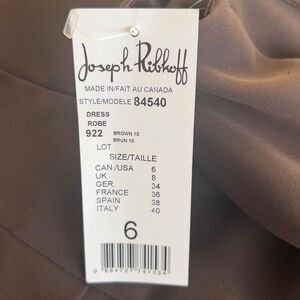 Joseph Ribkoff
MADE IN/FAIT AU CANADA
STYLE/MODELE 84540
DRESS
ROBE
922 BROWN 10
BRUN 10
LOT
SIZE/TAILLE
CAN./USA 6
UK 8
GER. 34
FRANCE 36
SPAIN 38
ITALY 40
6